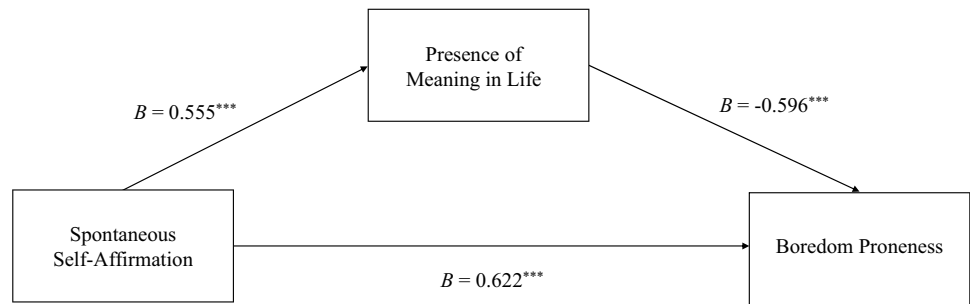 Presence of
Meaning in Life
B = 0.555***
B = -0.596***
Spontaneous
Self-Affirmation
Boredom Proneness
B = 0.622***